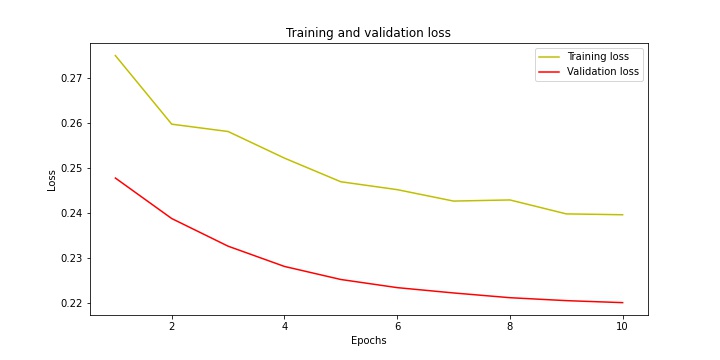 Training and validation loss
Training loss
Validation loss
0.27
0.26
0.25
0.24
0.23
0.22
Loss
2
4
6
8
10
Epochs